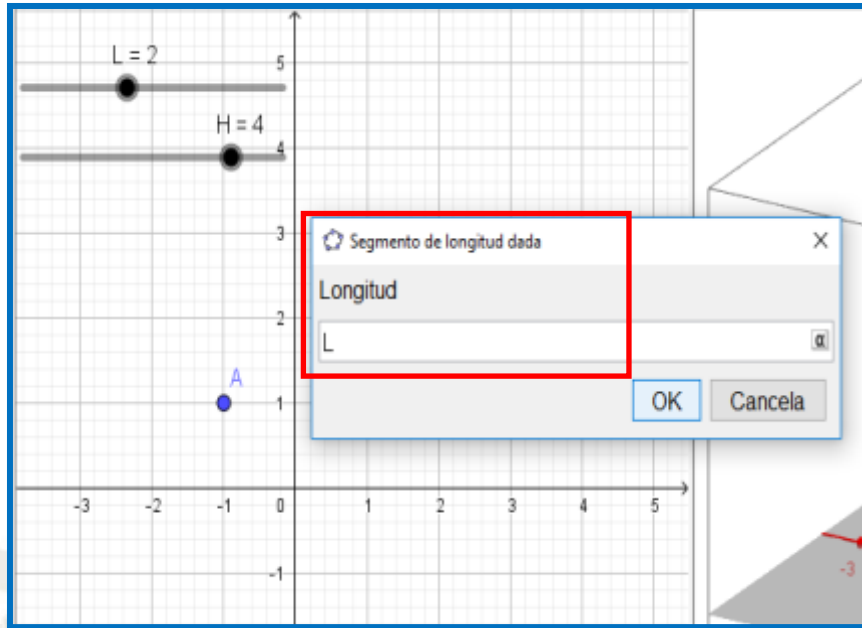 L = 2
5
H = 4
4
3
Segmento de longitud dada
X
Longitud
2
L
α
A
1
OK
Cancela
-3
-2
-1
0
1
2
3
4
5
-1
-3